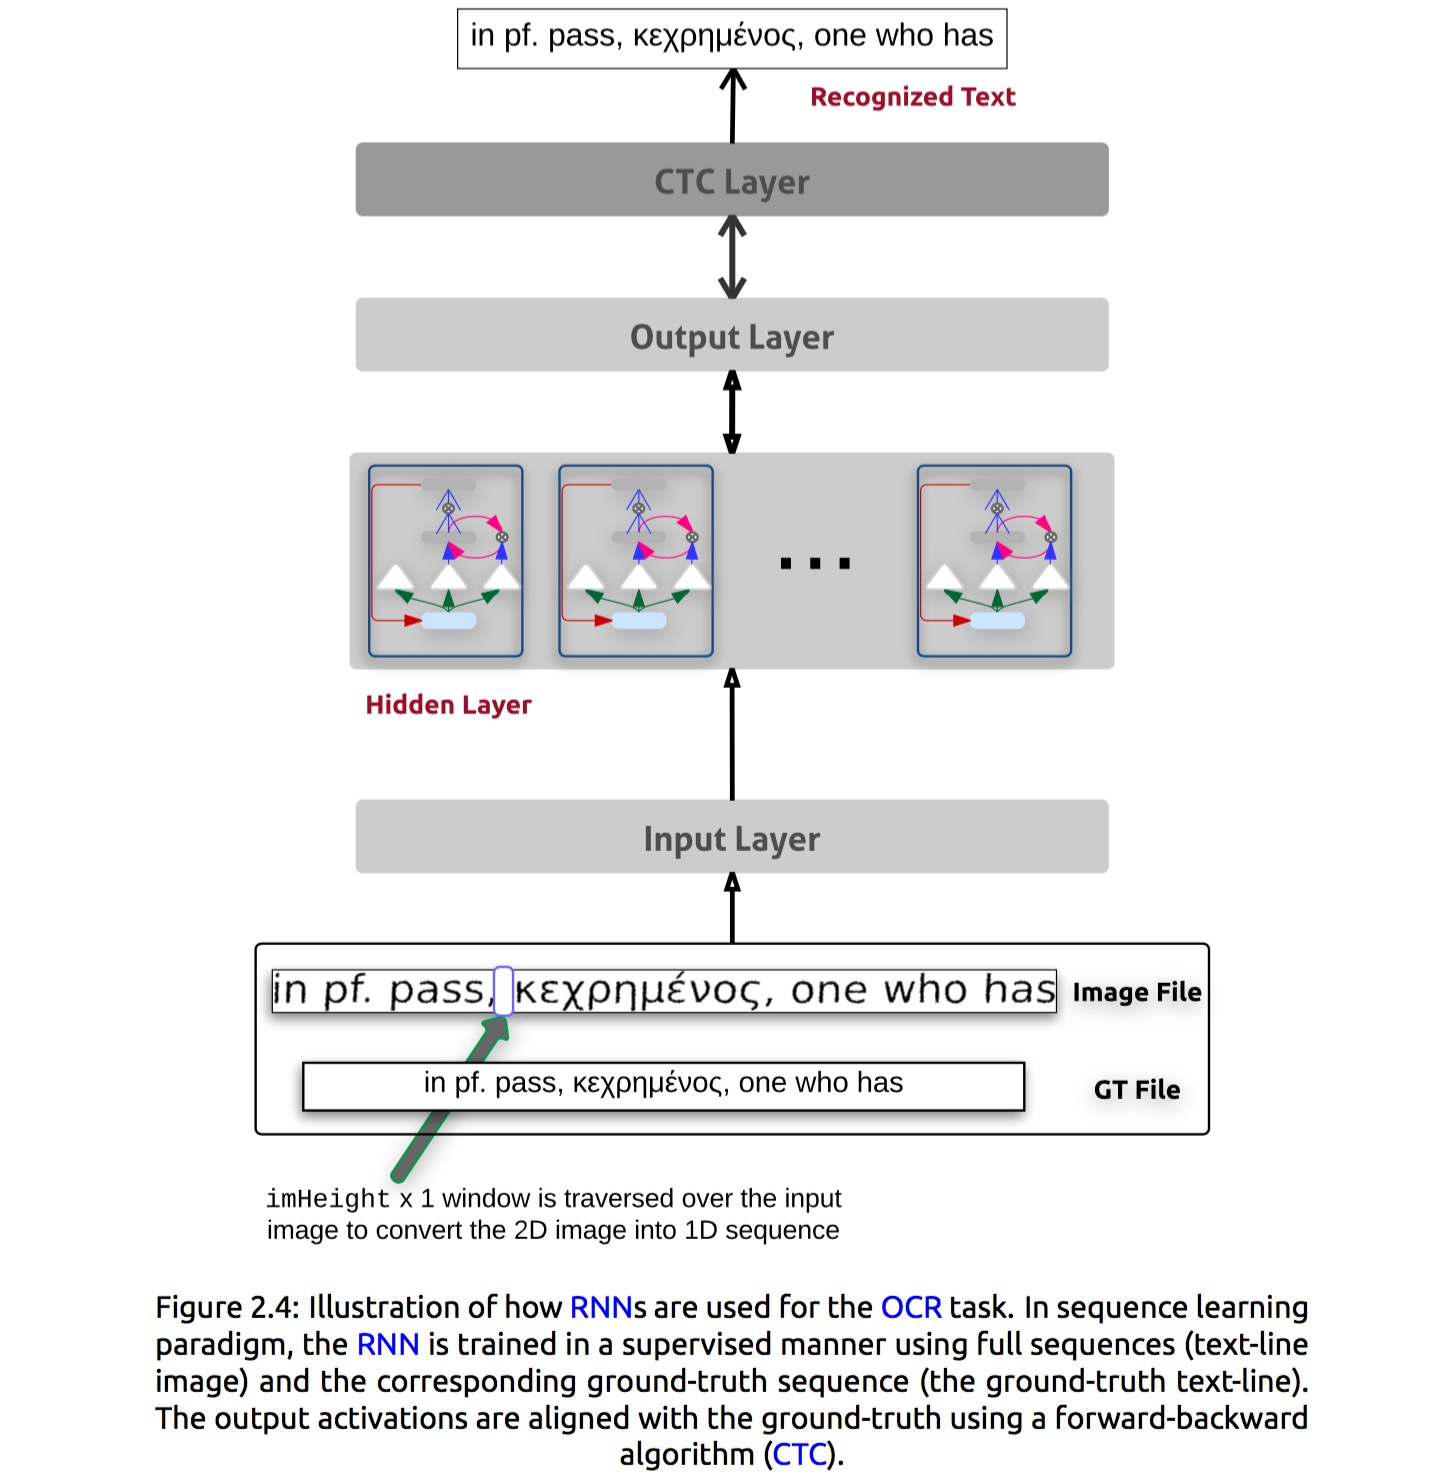 in pf. pass, κεχρημένος, one who has
Recognized Text
CTC Layer
Output Layer
Hidden Layer
Input Layer
in pf. pass, κεχρημένος, one who has
Image File
in pf. pass, κεχρημένος, one who has
GT File
imHeight x 1 window is traversed over the input
image to convert the 2D image into 1D sequence
Figure 2.4: Illustration of how RNNs are used for the OCR task. In sequence learning
paradigm, the RNN is trained in a supervised manner using full sequences (text-line
image) and the corresponding ground-truth sequence (the ground-truth text-line).
The output activations are aligned with the ground-truth using a forward-backward
algorithm (CTC).